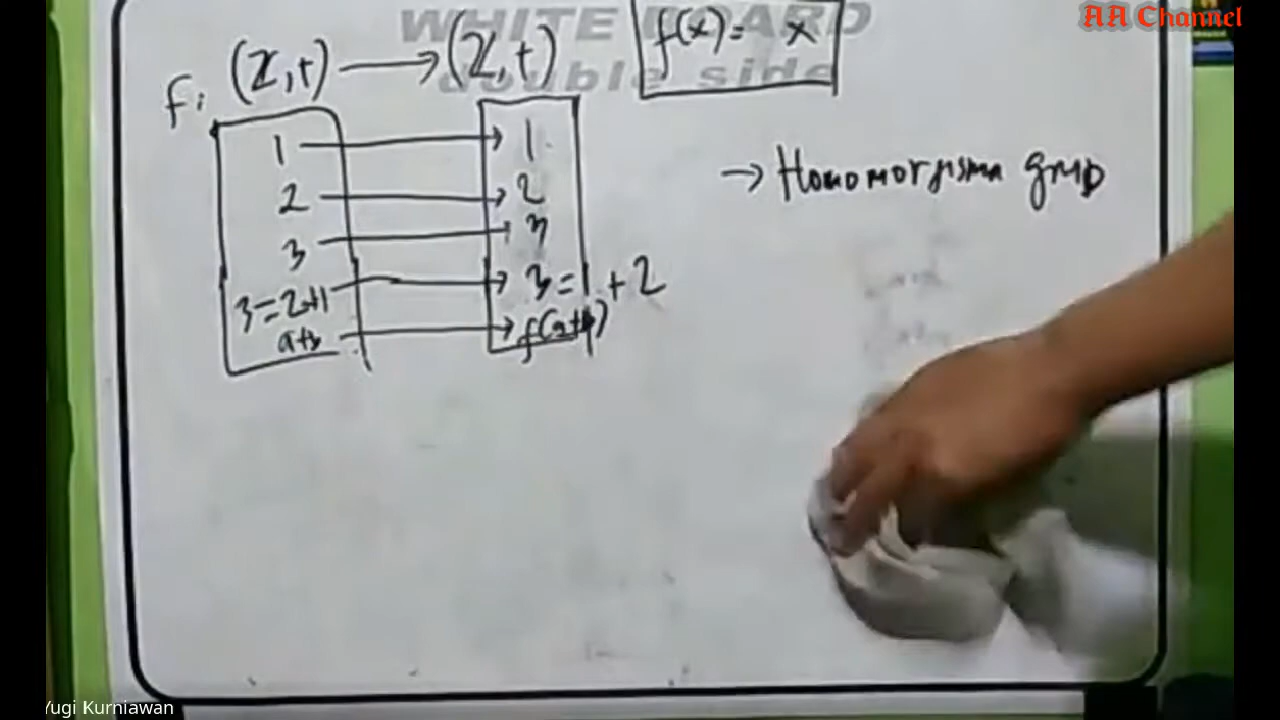 AA Channel
WHITE BOARD
double side
f: (Z,+) → (Z,+)
f(x) = x
1 → 1
2 → 2
3 → 3
3=2+1 → 3=1+2
a+b → f(a+b)
→ Homomorfisma grup
Yugi Kurniawan